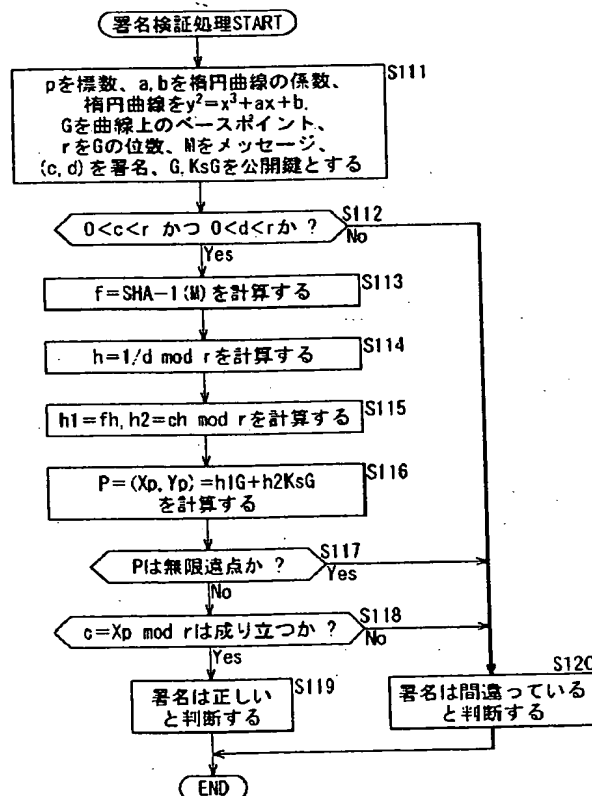 署名検証処理START
S111
pを標数、a,bを楕円曲線の係数、
楕円曲線をy²=x³+ax+b.
Gを曲線上のベースポイント、
rをGの位数、Mをメッセージ、
(c,d)を署名、G,KsGを公開鍵とする
S112
0<c<r かつ 0<d<rか ?
No
Yes
S113
f=SHA-1(M)を計算する
S114
h=1/d mod rを計算する
S115
h1=fh,h2=ch mod rを計算する
S116
P=(Xp,Yp)=h1G+h2KsG
を計算する
S117
Pは無限遠点か ?
Yes
No
S118
c=Xp mod rは成り立つか ?
No
Yes
S119
署名は正しい
と判断する
S120
署名は間違っている
と判断する
END